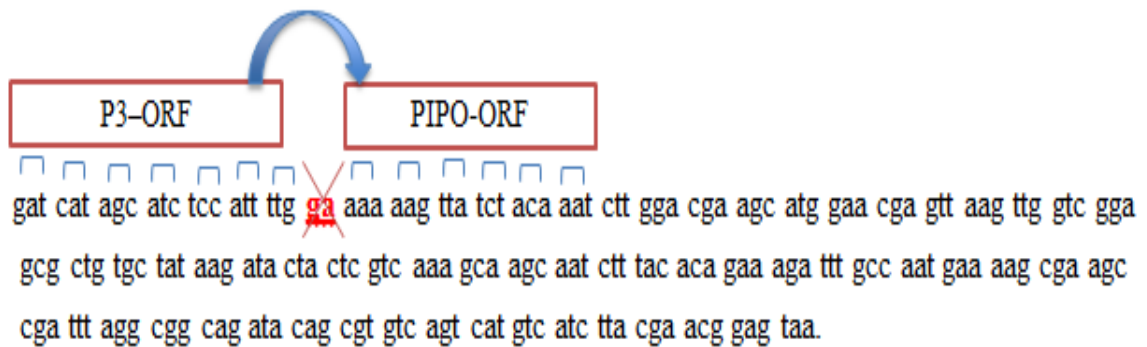 P3–ORF PIPO-ORF
gat cat agc atc tcc att ttg ga aaa aag tta tct aca aat ctt gga cga agc atg gaa cga gtt aag ttg gtc gga
gcg ctg tgc tat aag ata cta ctc gtc aaa gca agc aat ctt tac aca gaa aga ttt gcc aat gaa aag cga agc
cga ttt agg cgg cag ata cag cgt gtc agt cat gtc atc tta cga acg gag taa.